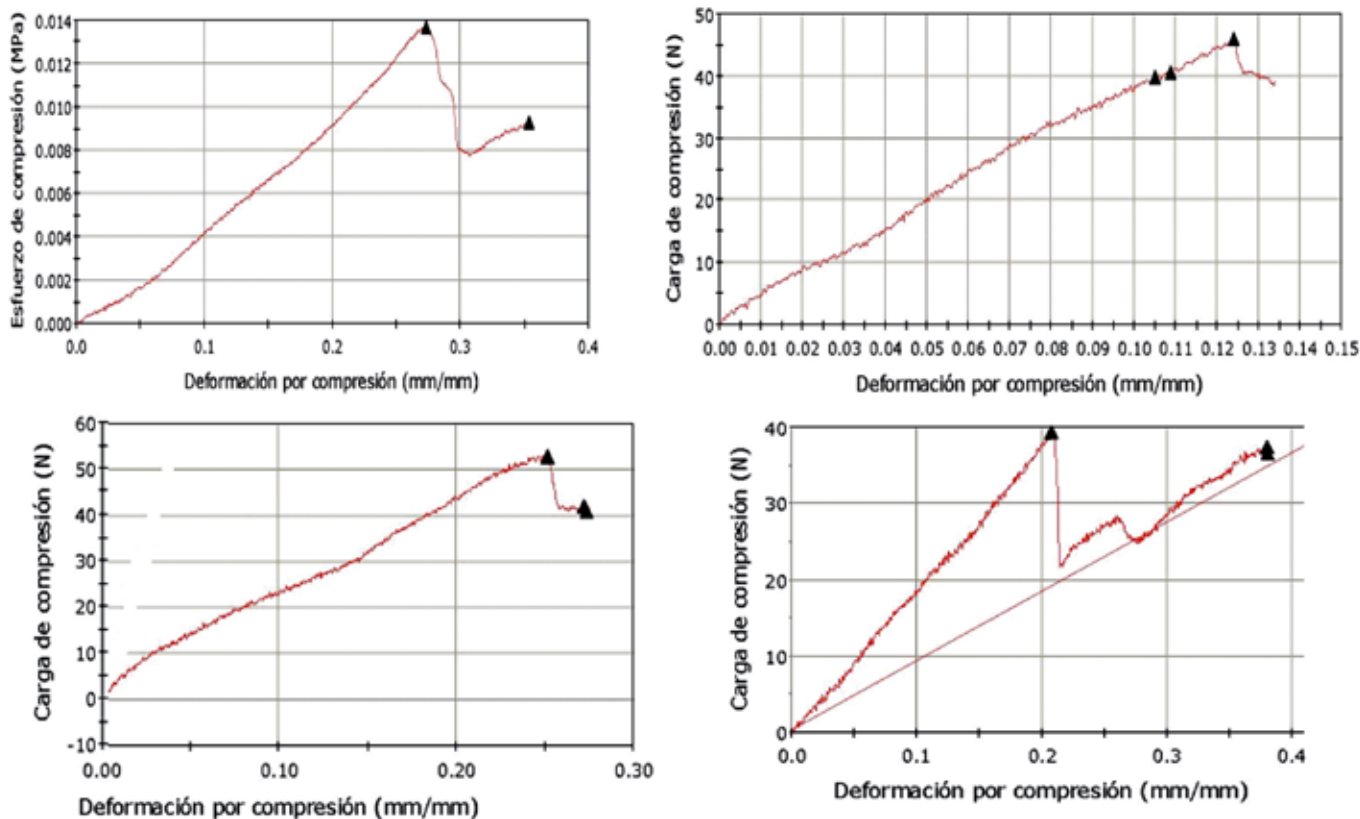 Esfuerzo de compresión (MPa)
0.014
0.012
0.010
0.008
0.006
0.004
0.002
0.000
0.0 0.1 0.2 0.3 0.4
Deformación por compresión (mm/mm)
Carga de compresión (N)
50
40
30
20
10
0
0.00 0.01 0.02 0.03 0.04 0.05 0.06 0.07 0.08 0.09 0.10 0.11 0.12 0.13 0.14 0.15
Deformación por compresión (mm/mm)
Carga de compresión (N)
60
50
40
30
20
10
0
-10
0.00 0.10 0.20 0.30
Deformación por compresión (mm/mm)
Carga de compresión (N)
40
30
20
10
0
0.0 0.1 0.2 0.3 0.4
Deformación por compresión (mm/mm)